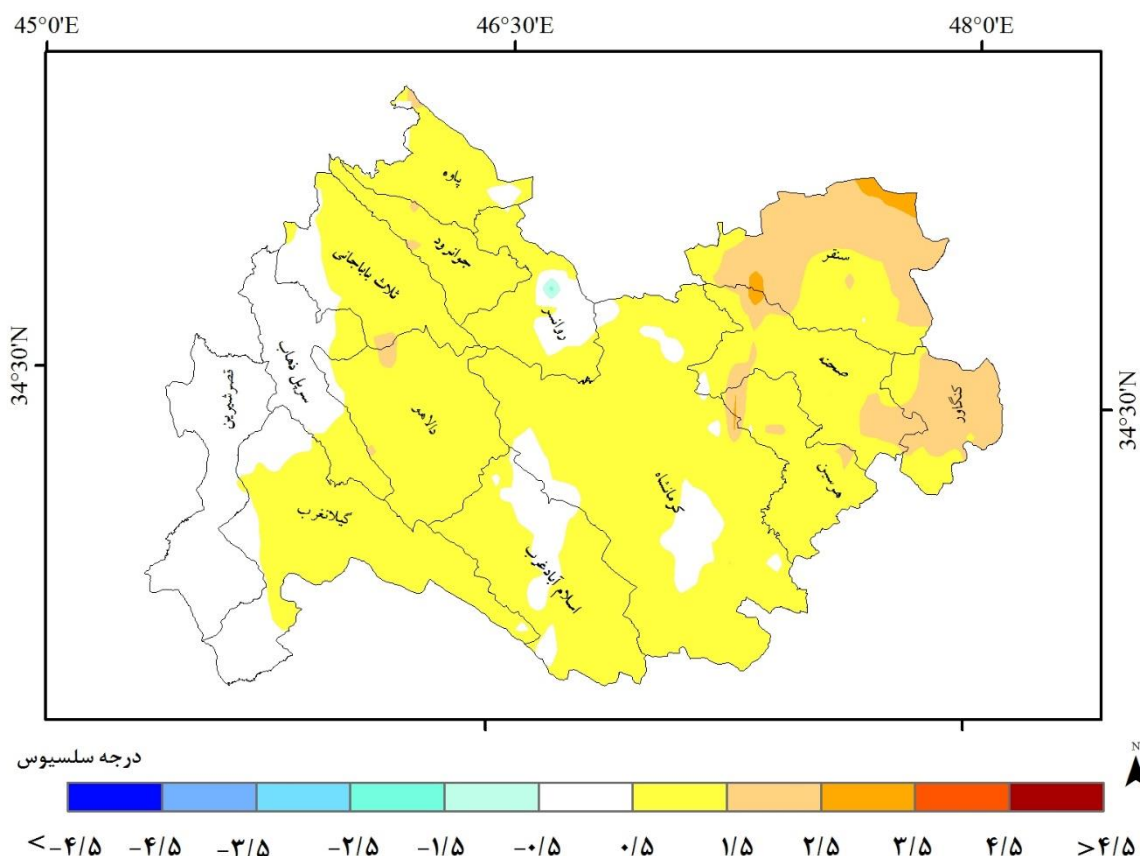 45°0'E 46°30'E 48°0'E
34°30'N
34°30'N
پاوه
جوانرود
ثلاث باباجانی
روانسر
سنقر
صحنه
کنگاور
قصرشیرین
سرپل ذهاب
دالاهو
کرمانشاه
هرسین
گیلانغرب
اسلام آبادغرب
درجه سلسیوس
N
<-۴/۵ -۴/۵ -۳/۵ -۲/۵ -۱/۵ -۰/۵ ۰/۵ ۱/۵ ۲/۵ ۳/۵ ۴/۵ >۴/۵